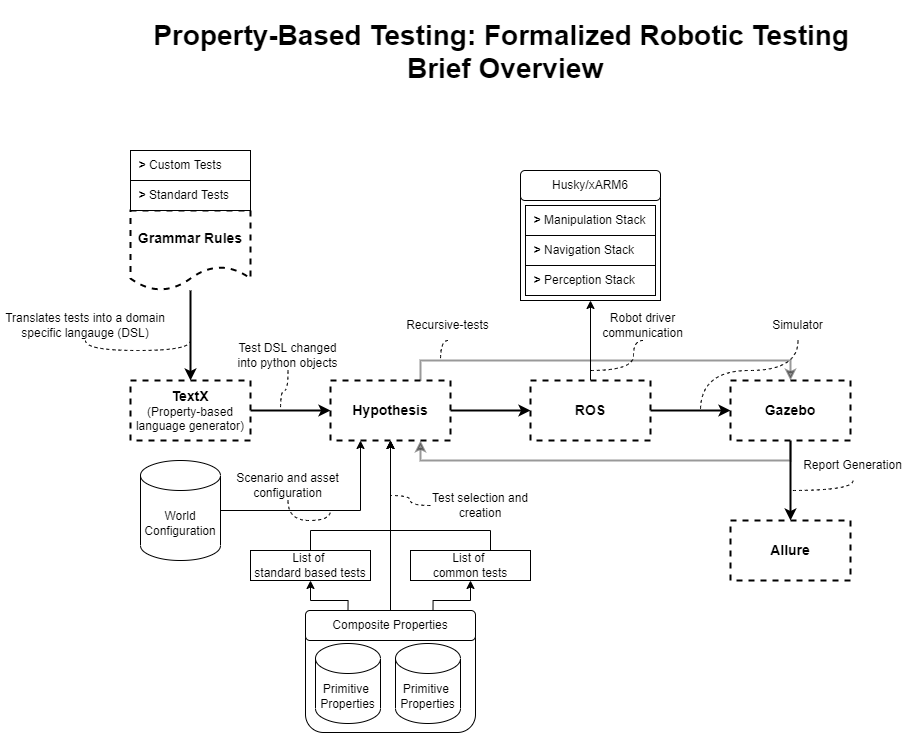 Property-Based Testing: Formalized Robotic Testing
Brief Overview
> Custom Tests
> Standard Tests
Grammar Rules
Husky/xARM6
> Manipulation Stack
> Navigation Stack
> Perception Stack
Translates tests into a domain
specific langauge (DSL)
Test DSL changed
into python objects
Recursive-tests
Robot driver
communication
Simulator
TextX
(Property-based
language generator)
Hypothesis
ROS
Gazebo
World
Configuration
Scenario and asset
configuration
Test selection and
creation
Report Generation
Allure
List of
standard based tests
List of
common tests
Composite Properties
Primitive
Properties
Primitive
Properties